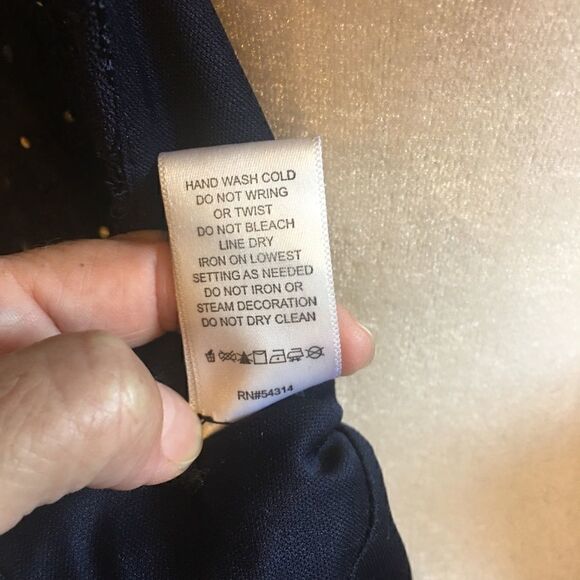 HAND WASH COLD
DO NOT WRING
OR TWIST
DO NOT BLEACH
LINE DRY
IRON ON LOWEST
SETTING AS NEEDED
DO NOT IRON OR
STEAM DECORATION
DO NOT DRY CLEAN
RN#54314